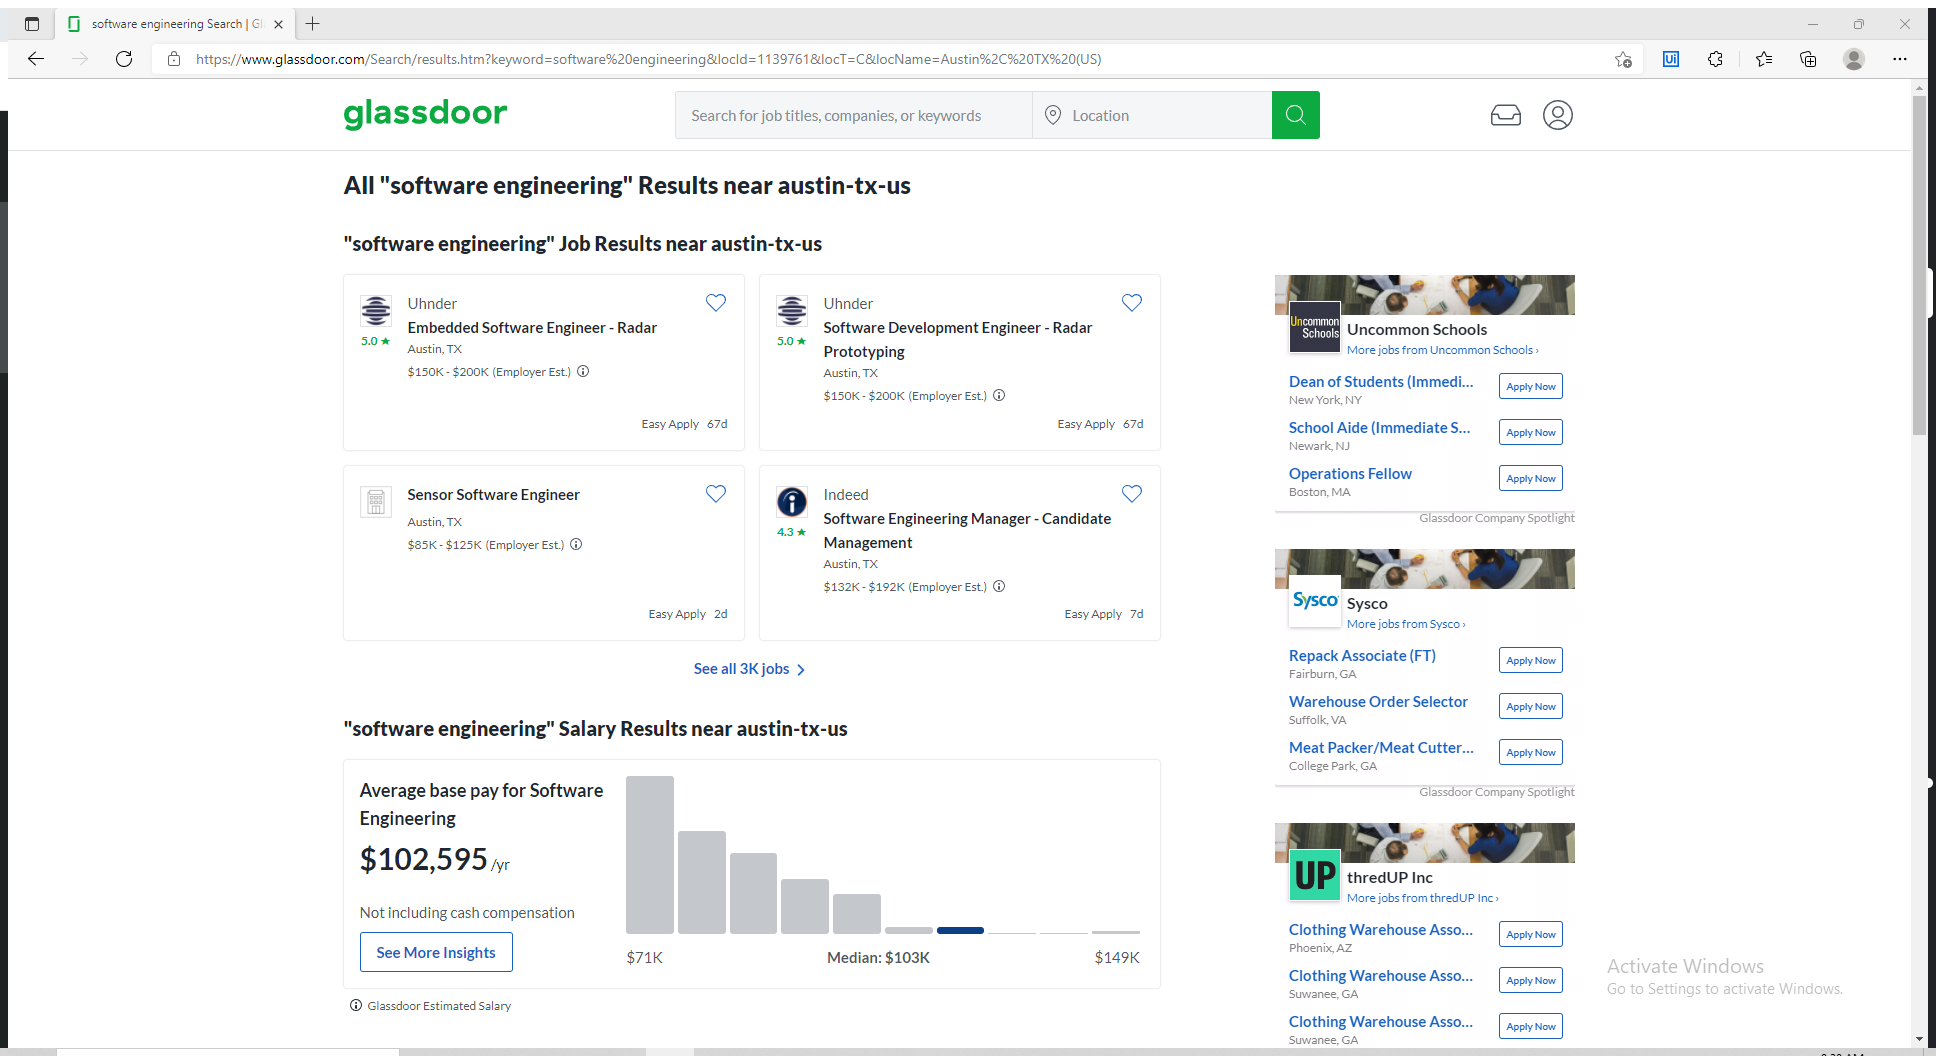 software engineering Search | Gl
https://www.glassdoor.com/Search/results.htm?keyword=software%20engineering&locId=1139761&locT=C&locName=Austin%2C%20TX%20(US)
Ui
glassdoor
Search for job titles, companies, or keywords
Location
All "software engineering" Results near austin-tx-us
"software engineering" Job Results near austin-tx-us
Uhnder
Embedded Software Engineer - Radar
5.0 ★
Austin, TX
$150K - $200K (Employer Est.)
Easy Apply 67d
Uhnder
Software Development Engineer - Radar
Prototyping
5.0 ★
Austin, TX
$150K - $200K (Employer Est.)
Easy Apply 67d
Sensor Software Engineer
Austin, TX
$85K - $125K (Employer Est.)
Easy Apply 2d
Indeed
Software Engineering Manager - Candidate
Management
4.3 ★
Austin, TX
$132K - $192K (Employer Est.)
Easy Apply 7d
See all 3K jobs
"software engineering" Salary Results near austin-tx-us
Average base pay for Software
Engineering
$102,595 /yr
Not including cash compensation
See More Insights
$71K
Median: $103K
$149K
Glassdoor Estimated Salary
Uncommon
Schools
Uncommon Schools
More jobs from Uncommon Schools ›
Dean of Students (Immedi...
New York, NY
Apply Now
School Aide (Immediate S...
Newark, NJ
Apply Now
Operations Fellow
Boston, MA
Apply Now
Glassdoor Company Spotlight
Sysco
Sysco
More jobs from Sysco ›
Repack Associate (FT)
Fairburn, GA
Apply Now
Warehouse Order Selector
Suffolk, VA
Apply Now
Meat Packer/Meat Cutter...
College Park, GA
Apply Now
Glassdoor Company Spotlight
UP
thredUP Inc
More jobs from thredUP Inc ›
Clothing Warehouse Asso...
Phoenix, AZ
Apply Now
Clothing Warehouse Asso...
Suwanee, GA
Apply Now
Clothing Warehouse Asso...
Suwanee, GA
Apply Now
Activate Windows
Go to Settings to activate Windows.